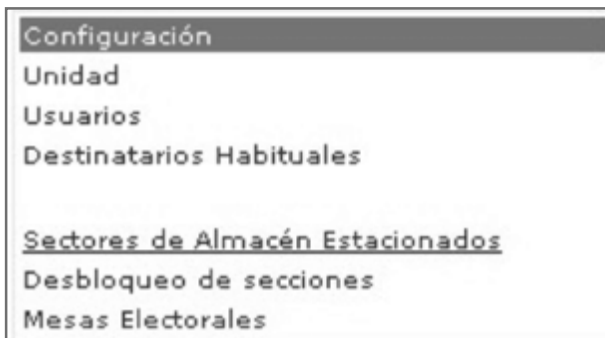 Configuración
Unidad
Usuarios
Destinatarios Habituales
Sectores de Almacén Estacionados
Desbloqueo de secciones
Mesas Electorales